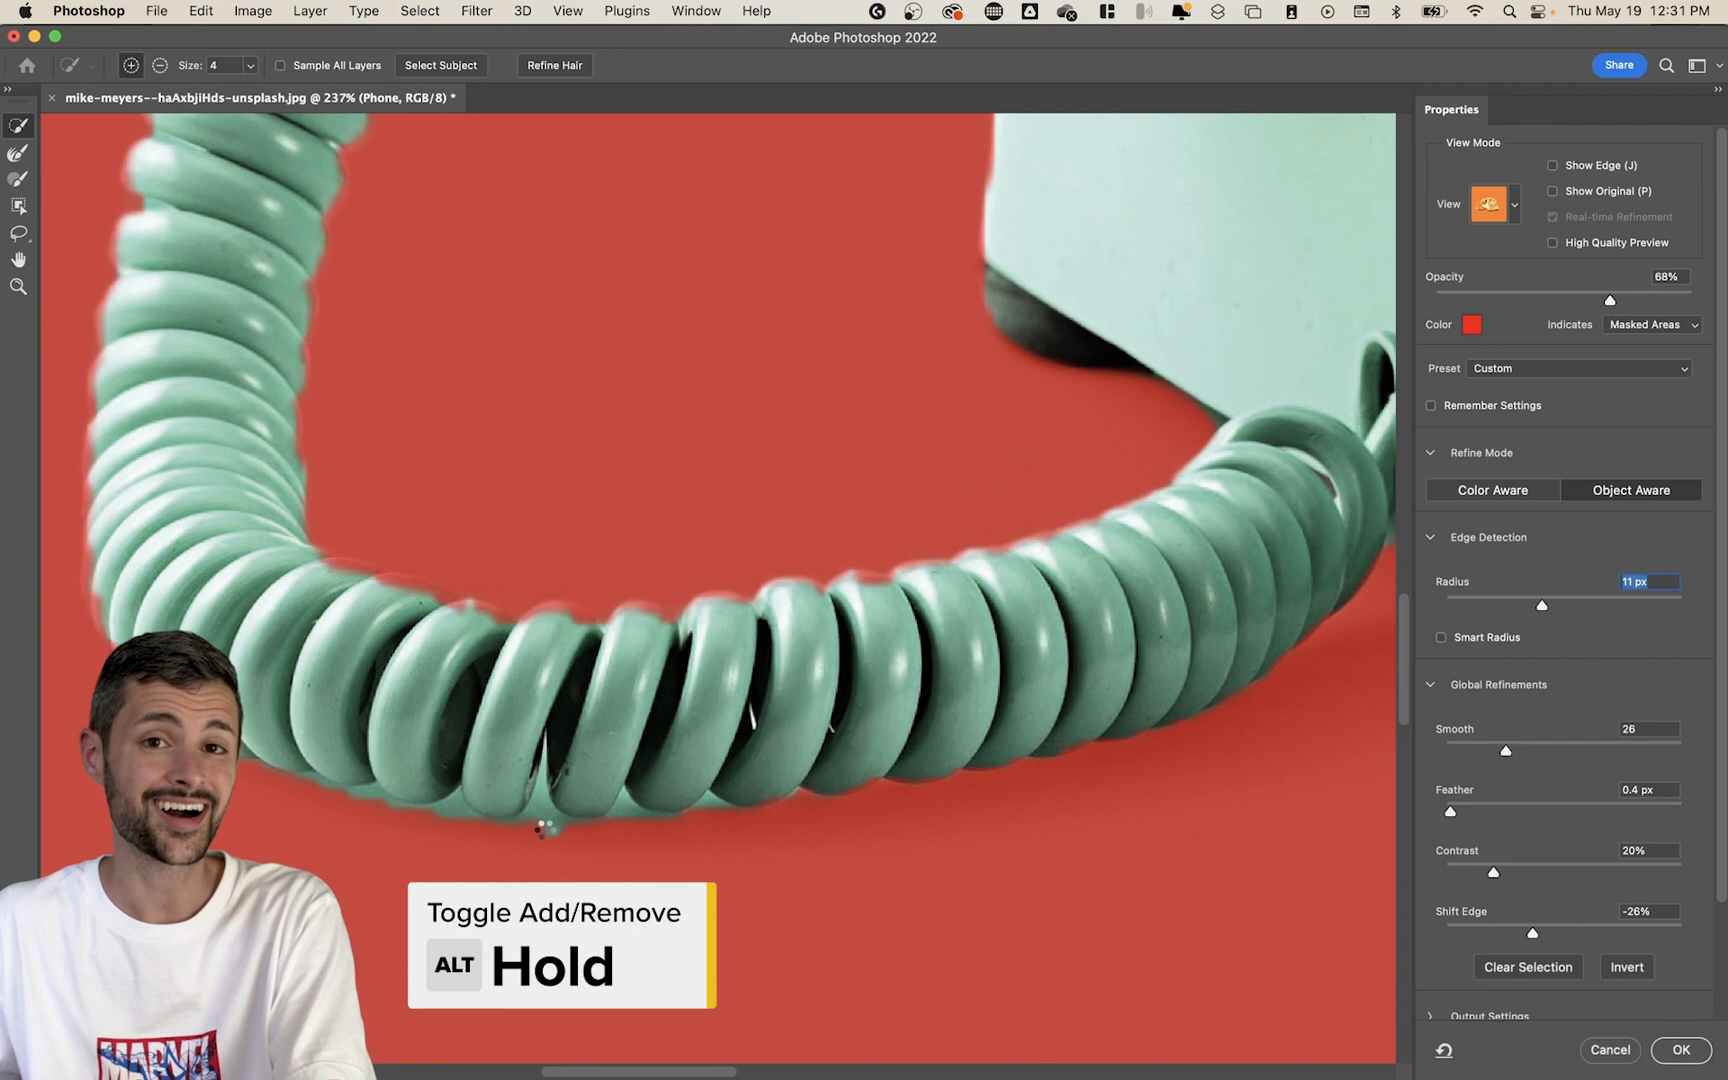 Photoshop File Edit Image Layer Type Select Filter 3D View Plugins Window Help Thu May 19 12:31 PM
Adobe Photoshop 2022
Size: 4 Sample All Layers Select Subject Refine Hair Share
mike-meyers--haAxbjiHds-unsplash.jpg @ 237% (Phone, RGB/8) *
Properties
View Mode
Show Edge (J)
Show Original (P)
View
Real-time Refinement
High Quality Preview
Opacity 68%
Color Indicates Masked Areas
Preset Custom
Remember Settings
Refine Mode
Color Aware Object Aware
Edge Detection
Radius 11 px
Smart Radius
Global Refinements
Smooth 26
Feather 0.4 px
Contrast 20%
Shift Edge -26%
Clear Selection Invert
Output Settings
Cancel OK
Toggle Add/Remove
ALT Hold
MARVEL